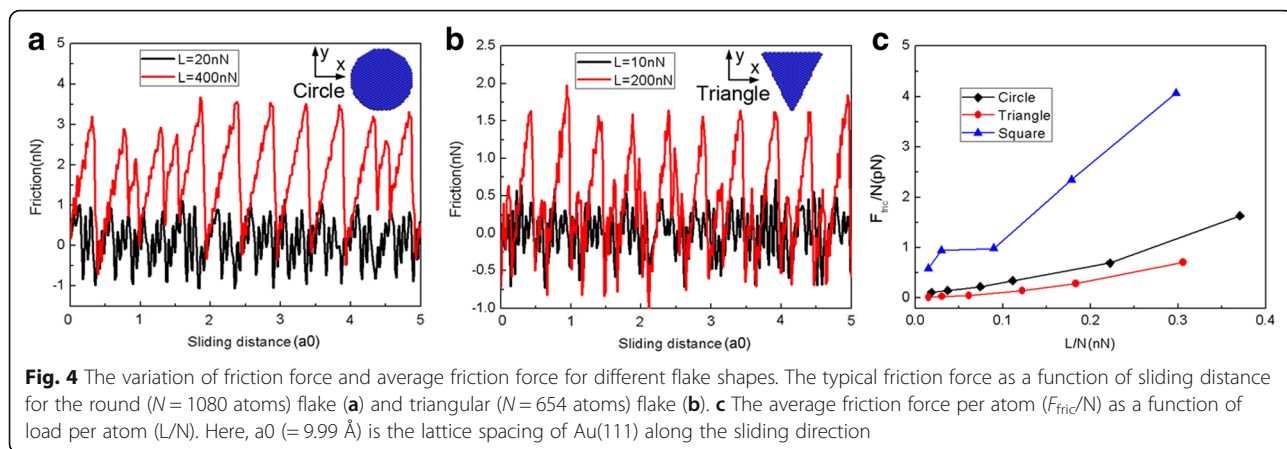 a
5
4
3
2
1
0
-1
Friction(nN)
L=20nN
L=400nN
y
x
Circle
0 1 2 3 4 5
Sliding distance (a0)
b
2.5
2.0
1.5
1.0
0.5
0.0
-0.5
-1.0
Friction(nN)
L=10nN
L=200nN
y
x
Triangle
0 1 2 3 4 5
Sliding distance(a0)
c
5
4
3
2
1
0
Ffric/N(pN)
Circle
Triangle
Square
0.0 0.1 0.2 0.3 0.4
L/N(nN)
Fig. 4 The variation of friction force and average friction force for different flake shapes. The typical friction force as a function of sliding distance
for the round (N = 1080 atoms) flake (a) and triangular (N = 654 atoms) flake (b). c The average friction force per atom (Ffric/N) as a function of
load per atom (L/N). Here, a0 (= 9.99 Å) is the lattice spacing of Au(111) along the sliding direction